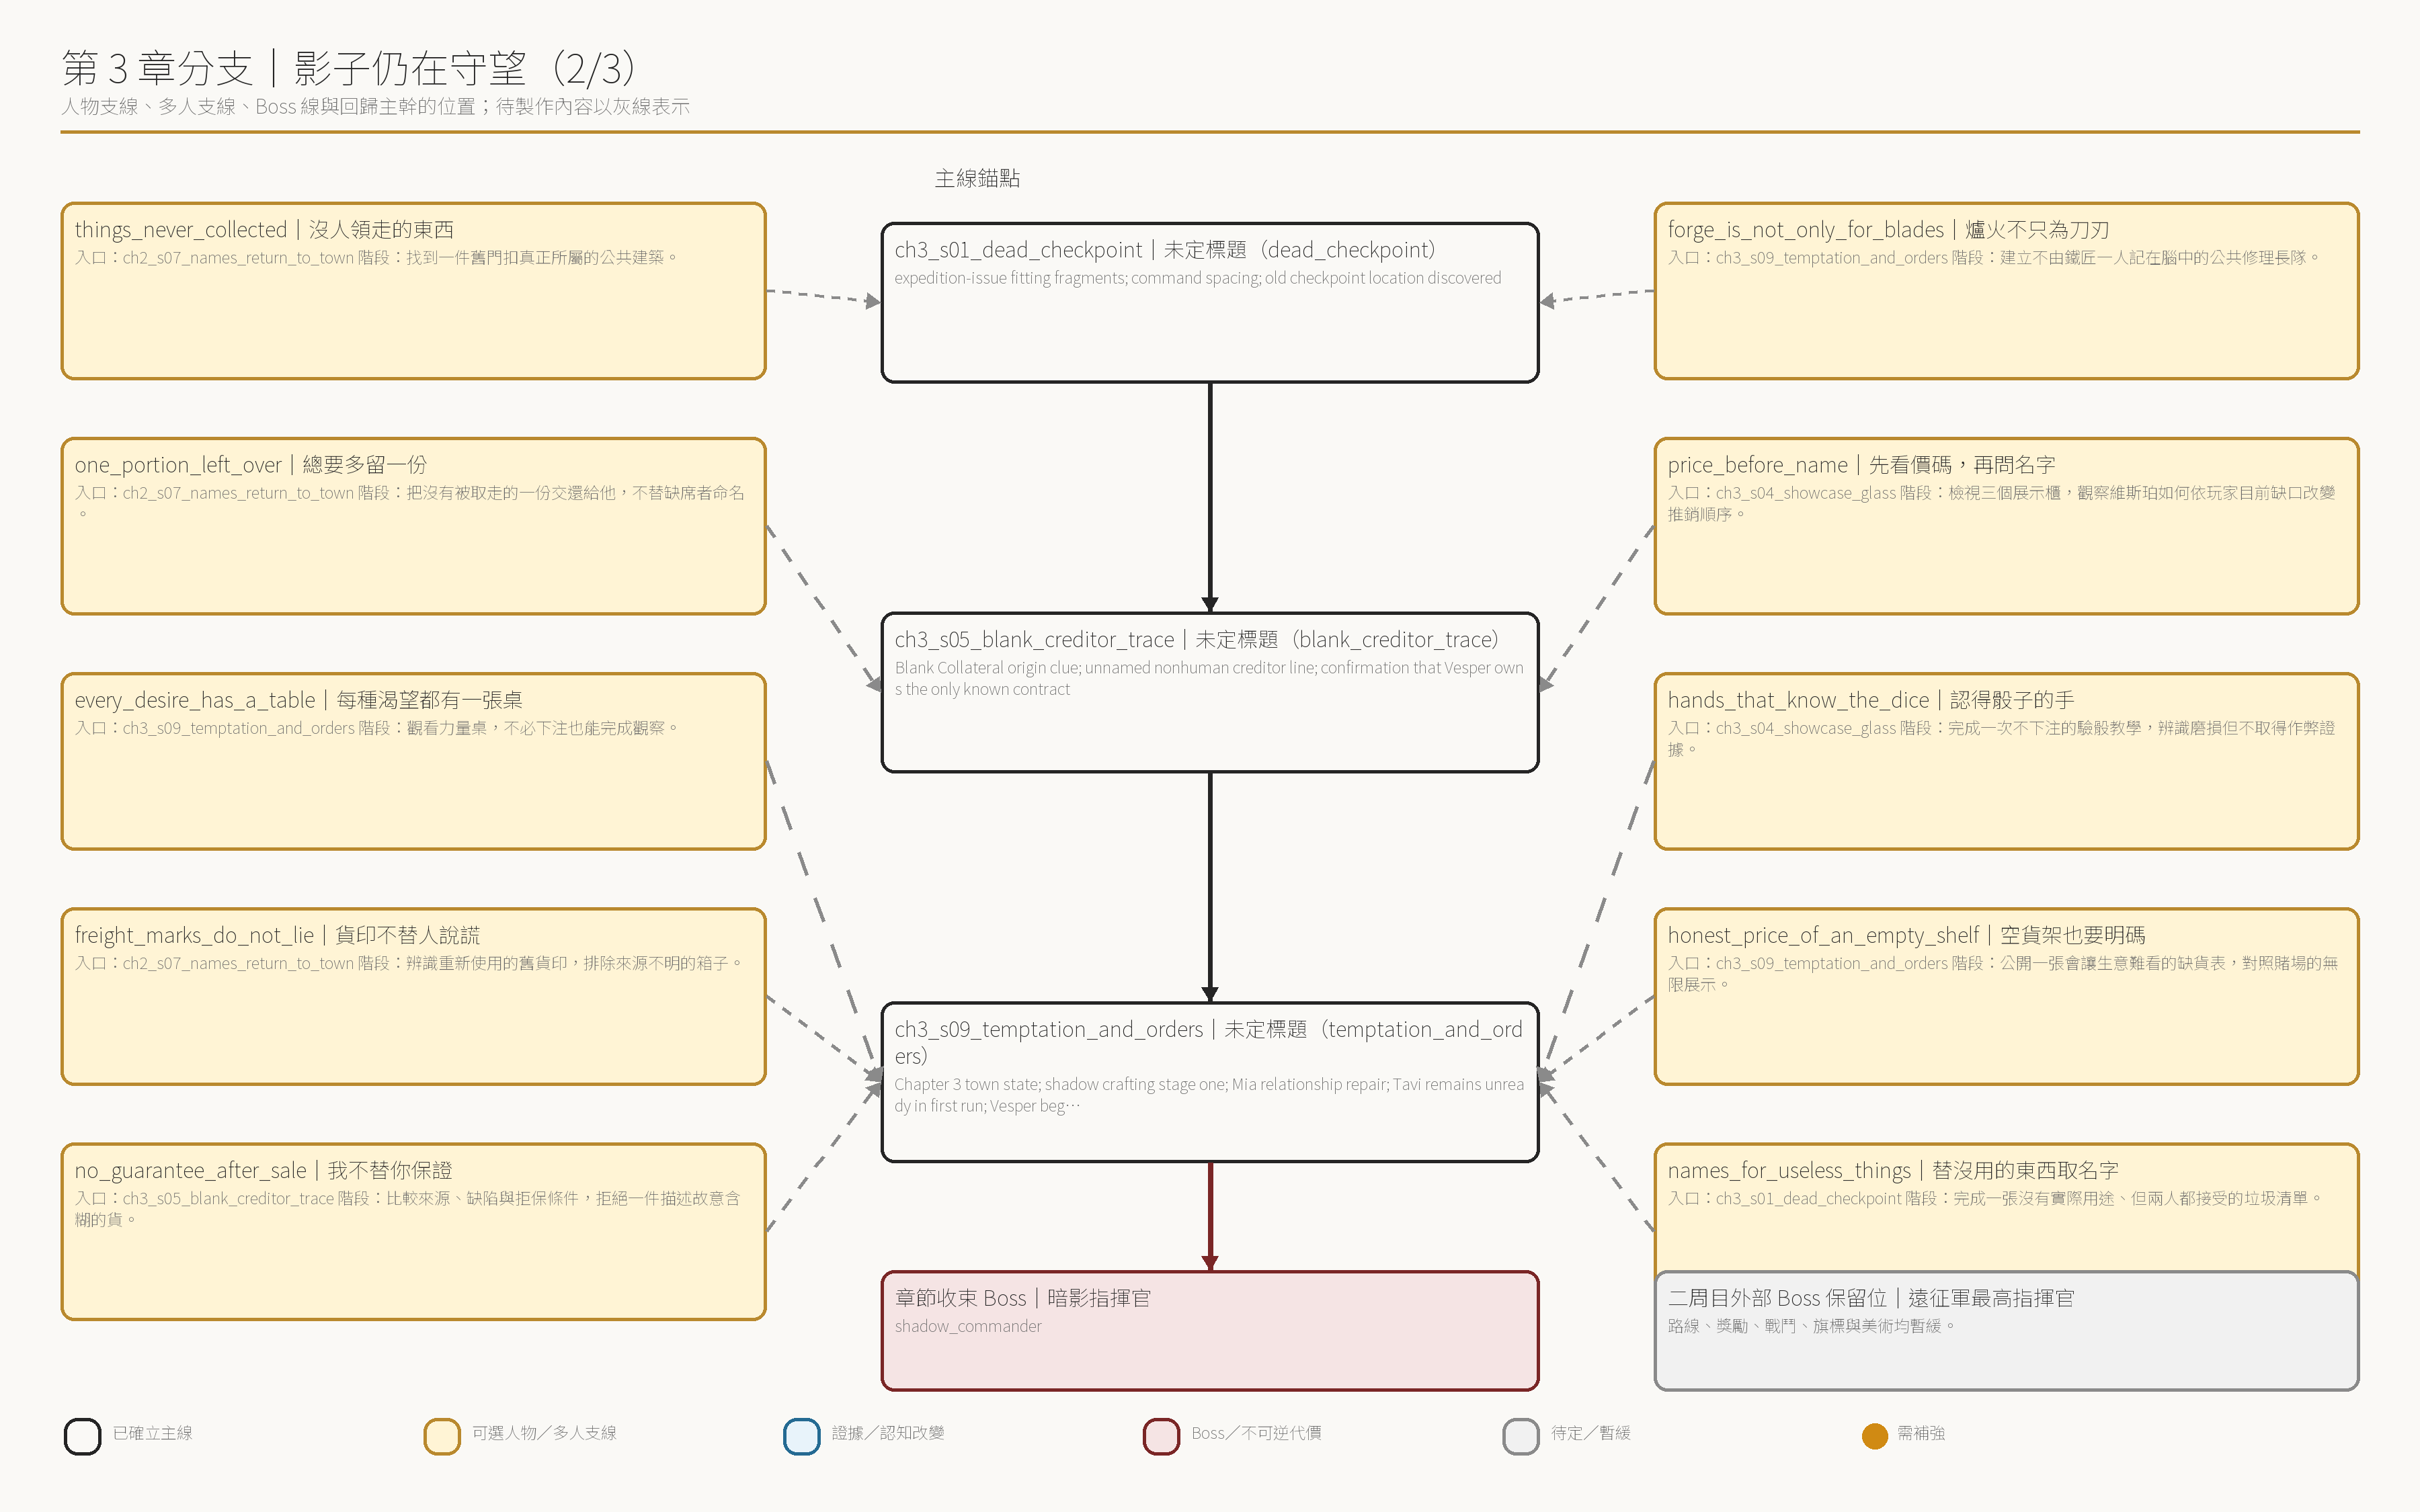 第 3 章分支｜影子仍在守望（2/3）
人物支線、多人支線、Boss 線與回歸主幹的位置；待製作內容以灰線表示
主線錨點
things_never_collected｜沒人領走的東西
入口：ch2_s07_names_return_to_town 階段：找到一件舊門扣真正所屬的公共建築。
one_portion_left_over｜總要多留一份
入口：ch2_s07_names_return_to_town 階段：把沒有被取走的一份交還給他，不替缺席者命名
。
every_desire_has_a_table｜每種渴望都有一張桌
入口：ch3_s09_temptation_and_orders 階段：觀看力量桌，不必下注也能完成觀察。
freight_marks_do_not_lie｜貨印不替人說謊
入口：ch2_s07_names_return_to_town 階段：辨識重新使用的舊貨印，排除來源不明的箱子。
no_guarantee_after_sale｜我不替你保證
入口：ch3_s05_blank_creditor_trace 階段：比較來源、缺陷與拒保條件，拒絕一件描述故意含
糊的貨。
ch3_s01_dead_checkpoint｜未定標題（dead_checkpoint）
expedition-issue fitting fragments; command spacing; old checkpoint location discovered
ch3_s05_blank_creditor_trace｜未定標題（blank_creditor_trace）
Blank Collateral origin clue; unnamed nonhuman creditor line; confirmation that Vesper own
s the only known contract
ch3_s09_temptation_and_orders｜未定標題（temptation_and_ord
ers）
Chapter 3 town state; shadow crafting stage one; Mia relationship repair; Tavi remains unrea
dy in first run; Vesper beg…
章節收束 Boss｜暗影指揮官
shadow_commander
forge_is_not_only_for_blades｜爐火不只為刀刃
入口：ch3_s09_temptation_and_orders 階段：建立不由鐵匠一人記在腦中的公共修理長隊。
price_before_name｜先看價碼，再問名字
入口：ch3_s04_showcase_glass 階段：檢視三個展示櫃，觀察維斯珀如何依玩家目前缺口改變
推銷順序。
hands_that_know_the_dice｜認得骰子的手
入口：ch3_s04_showcase_glass 階段：完成一次不下注的驗骰教學，辨識磨損但不取得作弊證
據。
honest_price_of_an_empty_shelf｜空貨架也要明碼
入口：ch3_s09_temptation_and_orders 階段：公開一張會讓生意難看的缺貨表，對照賭場的無
限展示。
names_for_useless_things｜替沒用的東西取名字
入口：ch3_s01_dead_checkpoint 階段：完成一張沒有實際用途、但兩人都接受的垃圾清單。
二周目外部 Boss 保留位｜遠征軍最高指揮官
路線、獎勵、戰鬥、旗標與美術均暫緩。
已確立主線
可選人物／多人支線
證據／認知改變
Boss／不可逆代價
待定／暫緩
需補強